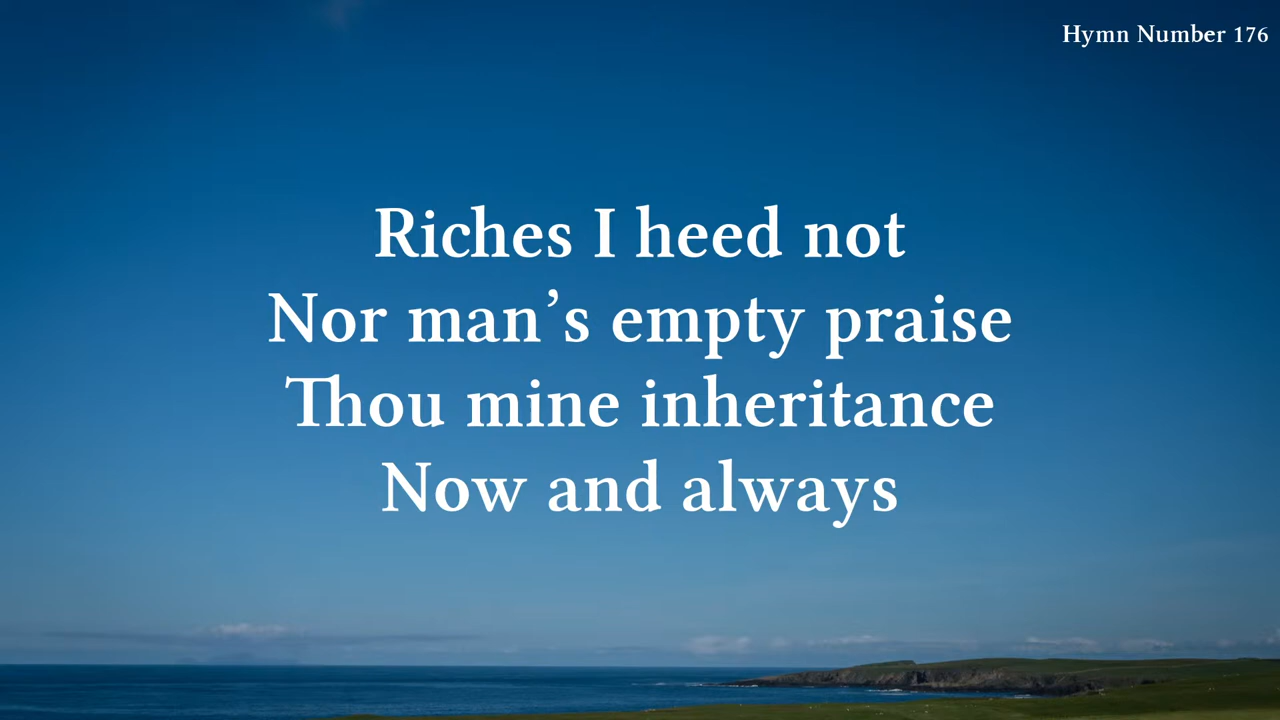 Hymn Number 176
Riches I heed not
Nor man’s empty praise
Thou mine inheritance
Now and always